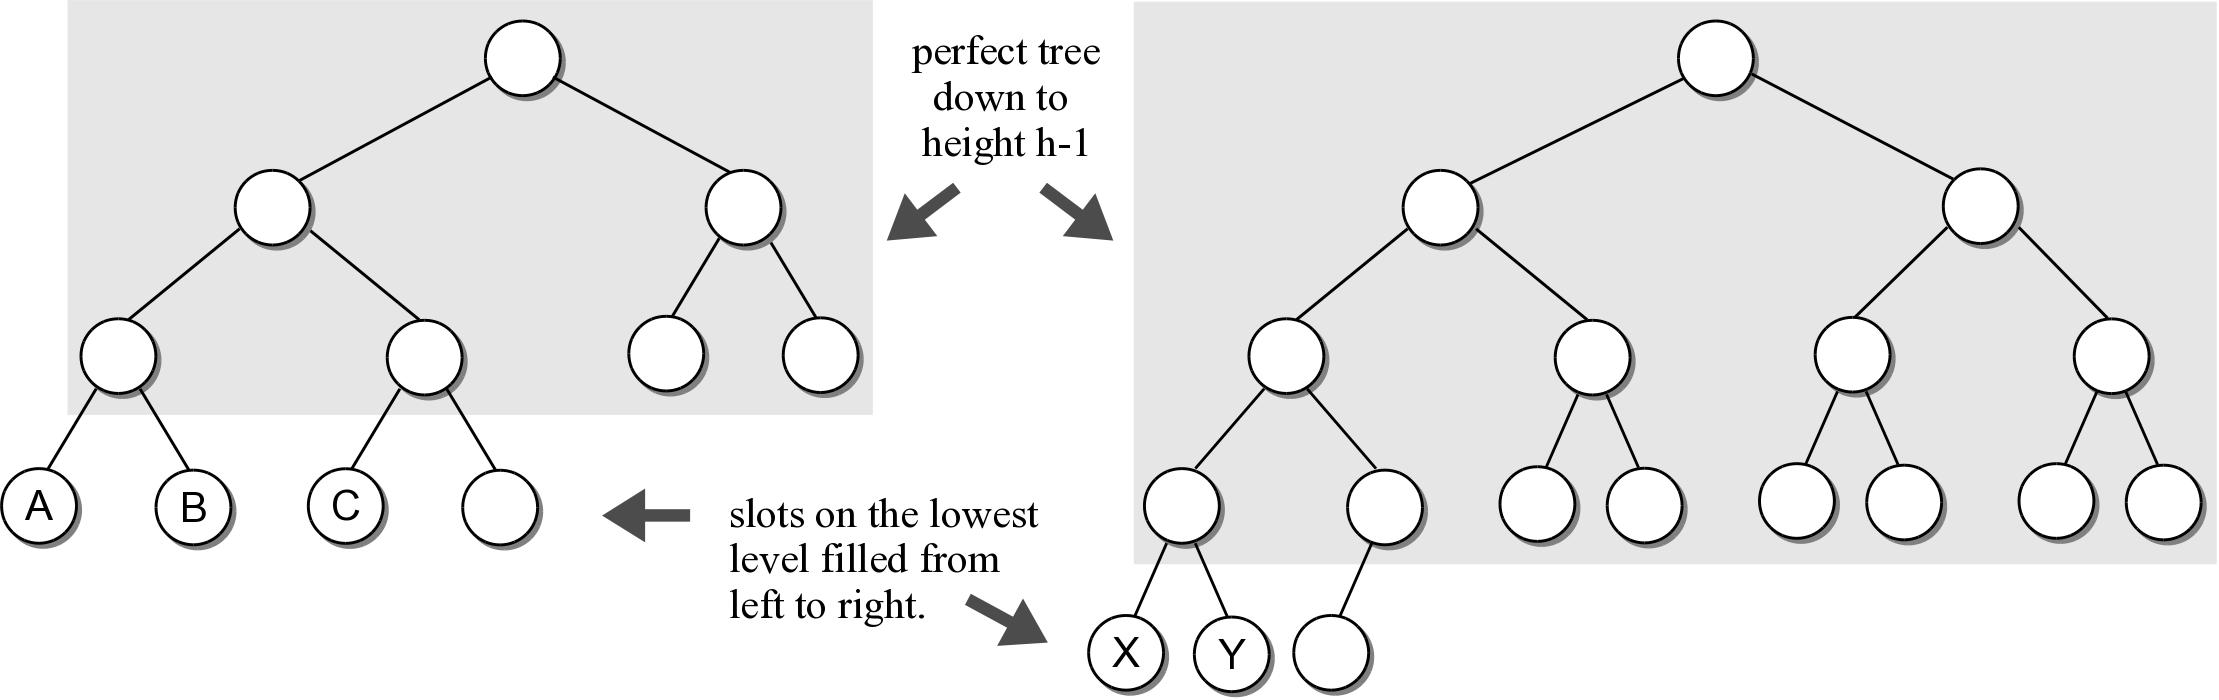 perfect tree
down to
height h-1
A
B
C
slots on the lowest
level filled from
left to right.
X
Y